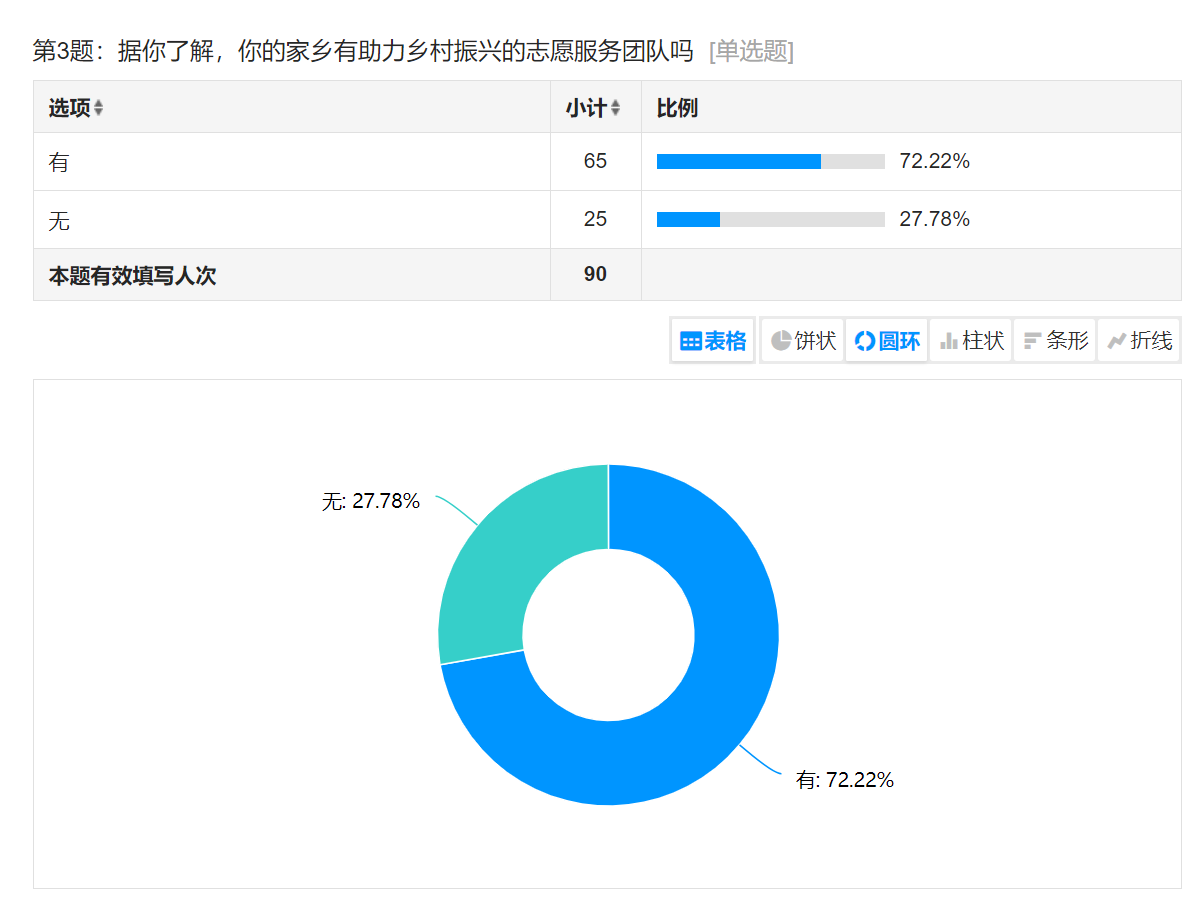 第3题：据你了解，你的家乡有助力乡村振兴的志愿服务团队吗 [单选题]
选项 小计 比例
有 65 72.22%
无 25 27.78%
本题有效填写人次 90
表格 饼状 圆环 柱状 条形 折线
无: 27.78%
有: 72.22%